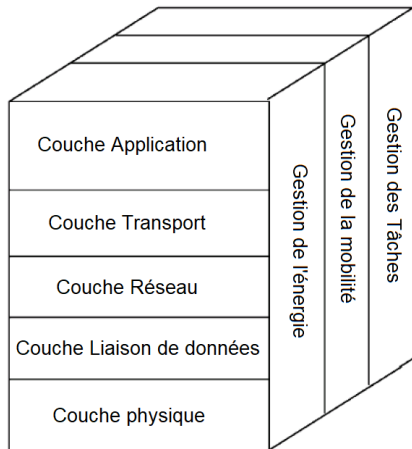 Couche Application
Couche Transport
Couche Réseau
Couche Liaison de données
Couche physique
Gestion de l'énergie
Gestion de la mobilité
Gestion des Tâches